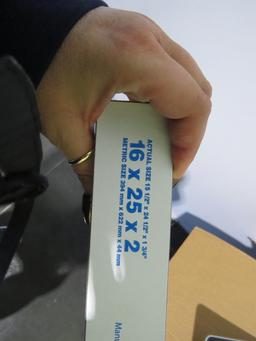 ACTUAL SIZE 15 1/2" x 24 1/2" x 1 3/4"
16 x 25 x 2
METRIC SIZE 394 mm x 622 mm x 44 mm
Man